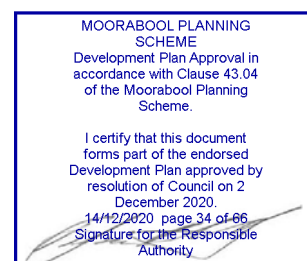 MOORABOOL PLANNING
SCHEME
Development Plan Approval in
accordance with Clause 43.04
of the Moorabool Planning
Scheme.
I certify that this document
forms part of the endorsed
Development Plan approved by
resolution of Council on 2
December 2020.
14/12/2020 page 34 of 66
Signature for the Responsible
Authority